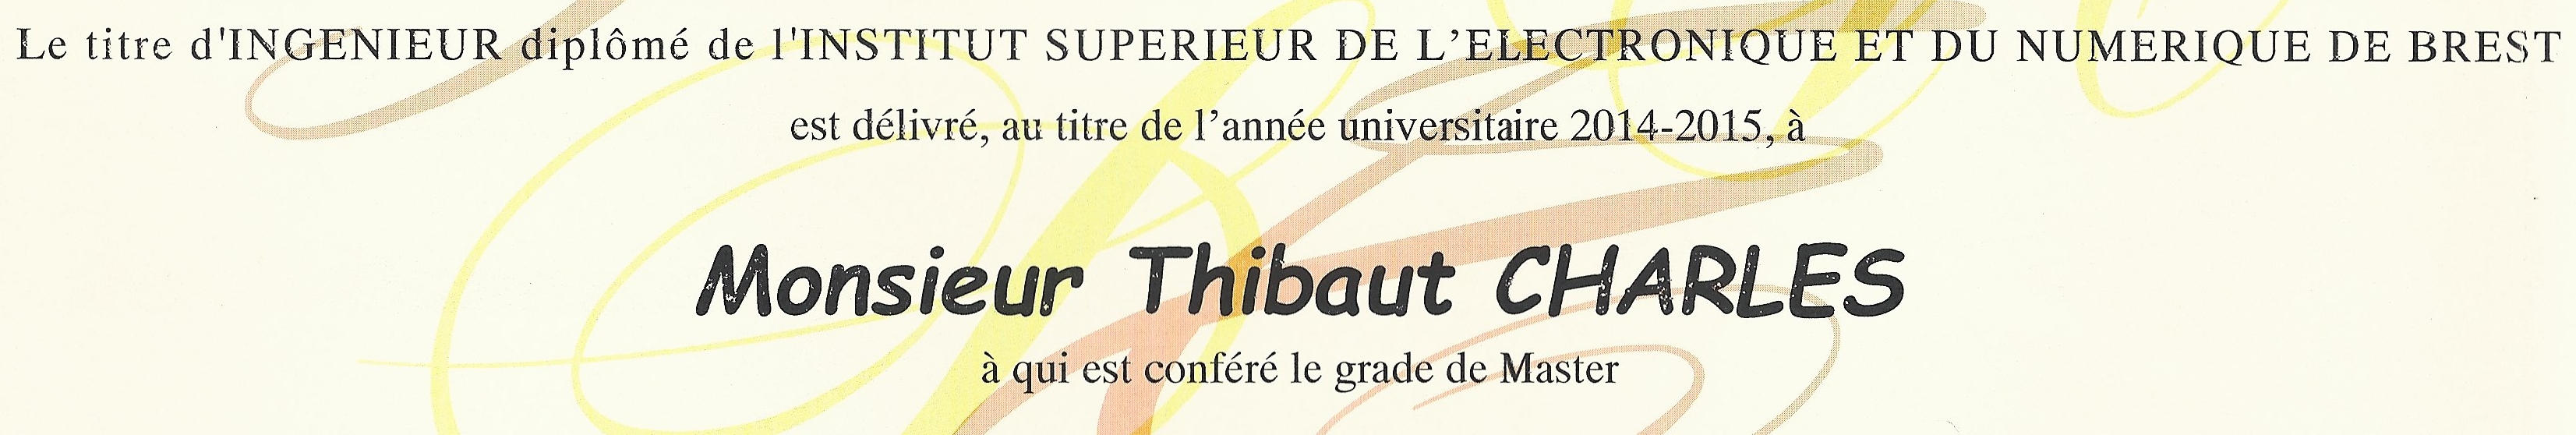 Le titre d'INGENIEUR diplômé de l'INSTITUT SUPERIEUR DE L’ELECTRONIQUE ET DU NUMERIQUE DE BREST
est délivré, au titre de l’année universitaire 2014-2015, à
Monsieur Thibaut CHARLES
à qui est conféré le grade de Master